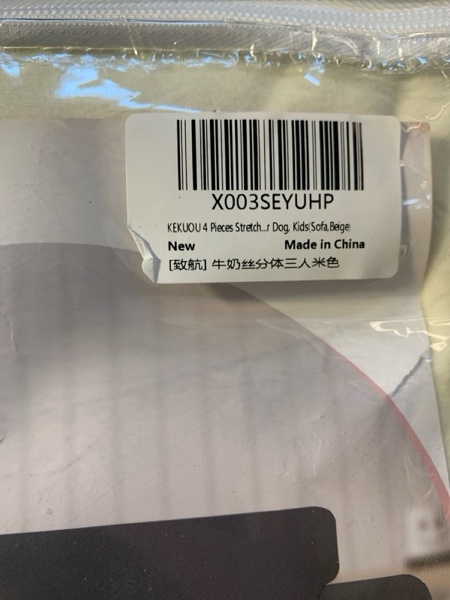 X003SEYUHP
KEKUOU 4 Pieces Stretch...r Dog, Kids(Sofa,Beige)
New Made in China
[致航] 牛奶丝分体三人米色